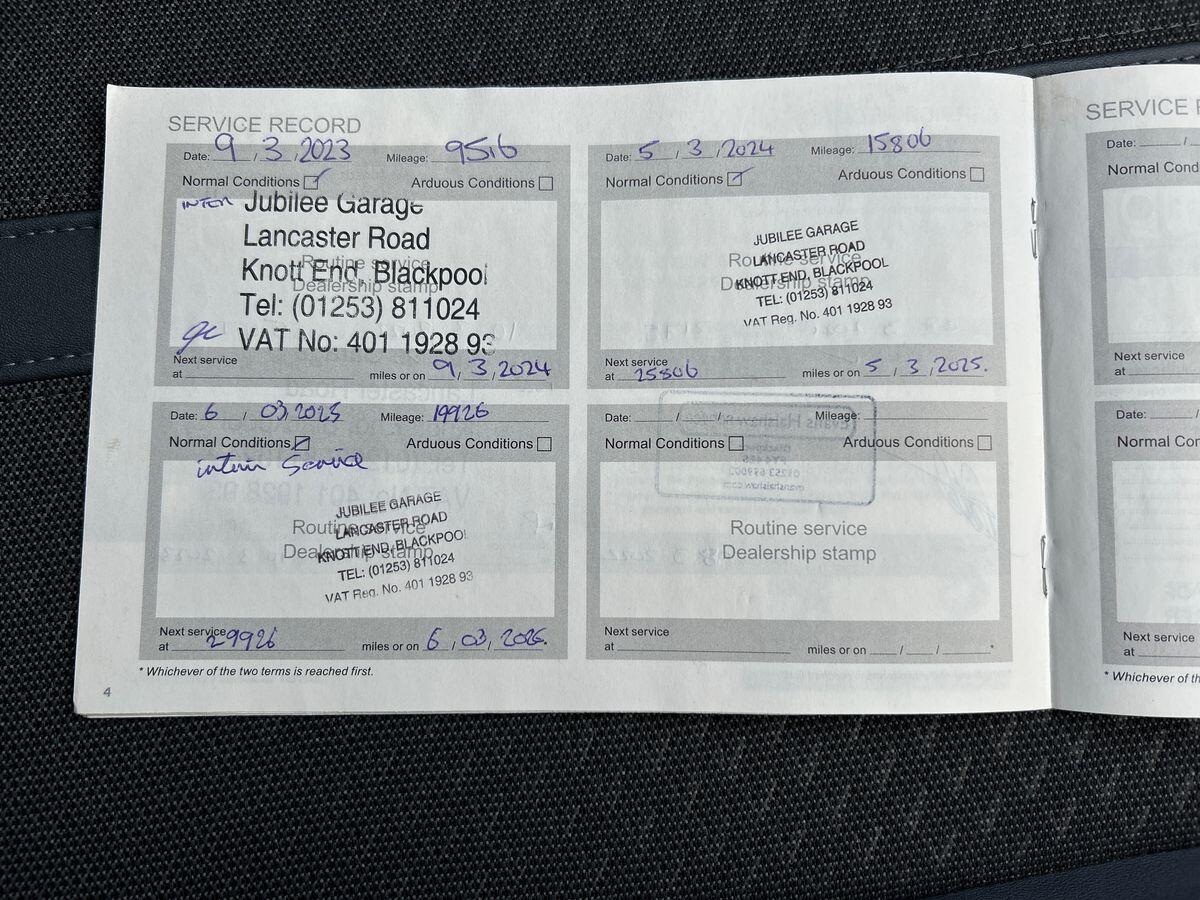 SERVICE RECORD
Date: 9 / 3 / 2023 Mileage: 9516
Normal Conditions Arduous Conditions
INTER Jubilee Garage
Lancaster Road
Routine service
Knott End, Blackpool
Dealership stamp
Tel: (01253) 811024
VAT No: 401 1928 93
Next service
at miles or on 9 / 3 / 2024
Date: 5 / 3 / 2024 Mileage: 15806
Normal Conditions Arduous Conditions
JUBILEE GARAGE
LANCASTER ROAD
Routine service
KNOTT END, BLACKPOOL
Dealership stamp
TEL: (01253) 811024
VAT Reg. No. 401 1928 93
Next service
at 25806 miles or on 5 / 3 / 2025.
Date: 6 / 03 2025 Mileage: 19926
Normal Conditions Arduous Conditions
interim Service
JUBILEE GARAGE
LANCASTER ROAD
Routine service
KNOTT END, BLACKPOOL
Dealership stamp
TEL: (01253) 811024
VAT Reg. No. 401 1928 93
Next service
at 29926 miles or on 6 / 03 / 2026.
* Whichever of the two terms is reached first.
4
Date: / / Mileage:
Normal Conditions Arduous Conditions
Routine service
Dealership stamp
Next service
at miles or on / / *
SERVICE
Date: /
Normal Cond
Next service
at
Date: /
Normal Con
Next service
at
* Whichever of th